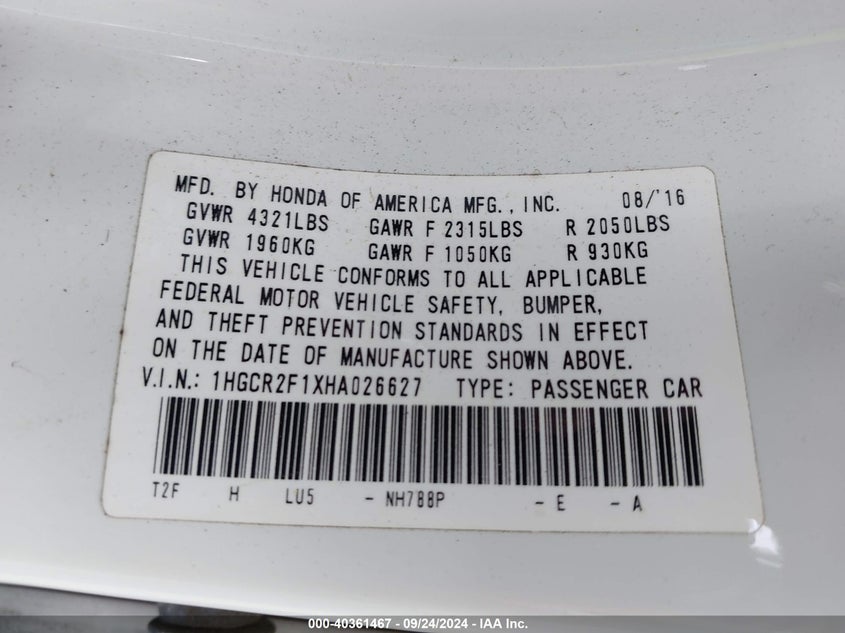 MFD. BY HONDA OF AMERICA MFG., INC. 08/'16
GVWR 4321LBS GAWR F 2315LBS R 2050LBS
GVWR 1960KG GAWR F 1050KG R 930KG
THIS VEHICLE CONFORMS TO ALL APPLICABLE
FEDERAL MOTOR VEHICLE SAFETY, BUMPER,
AND THEFT PREVENTION STANDARDS IN EFFECT
ON THE DATE OF MANUFACTURE SHOWN ABOVE.
V.I.N.: 1HGCR2F1XHA026627 TYPE: PASSENGER CAR
T2F H LU5 - NH788P - E - A
000-40361467 - 09/24/2024 - IAA Inc.